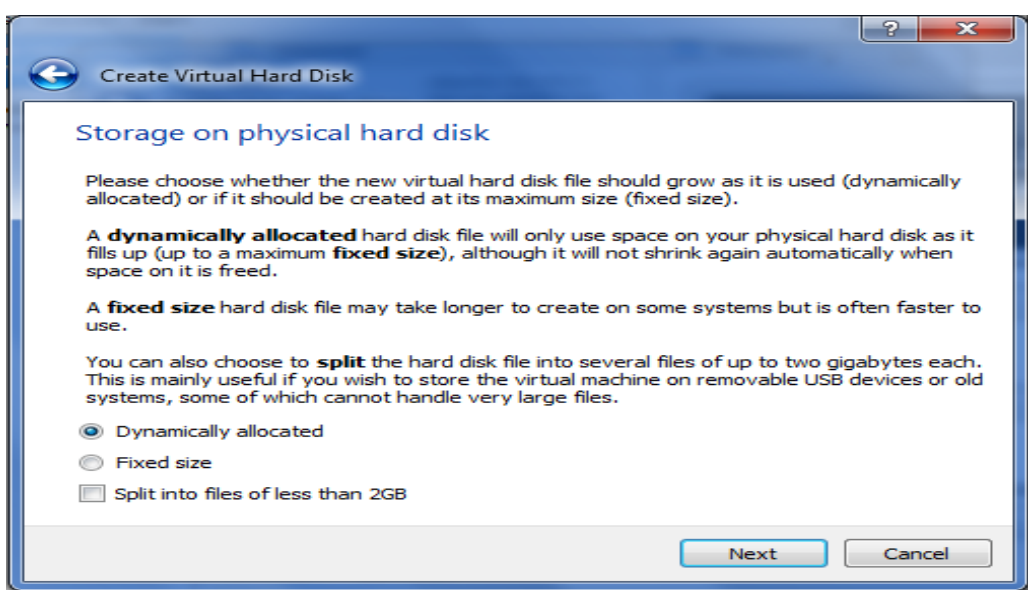 ?
Create Virtual Hard Disk
Storage on physical hard disk
Please choose whether the new virtual hard disk file should grow as it is used (dynamically
allocated) or if it should be created at its maximum size (fixed size).
A dynamically allocated hard disk file will only use space on your physical hard disk as it
fills up (up to a maximum fixed size), although it will not shrink again automatically when
space on it is freed.
A fixed size hard disk file may take longer to create on some systems but is often faster to
use.
You can also choose to split the hard disk file into several files of up to two gigabytes each.
This is mainly useful if you wish to store the virtual machine on removable USB devices or old
systems, some of which cannot handle very large files.
Dynamically allocated
Fixed size
Split into files of less than 2GB
Next Cancel